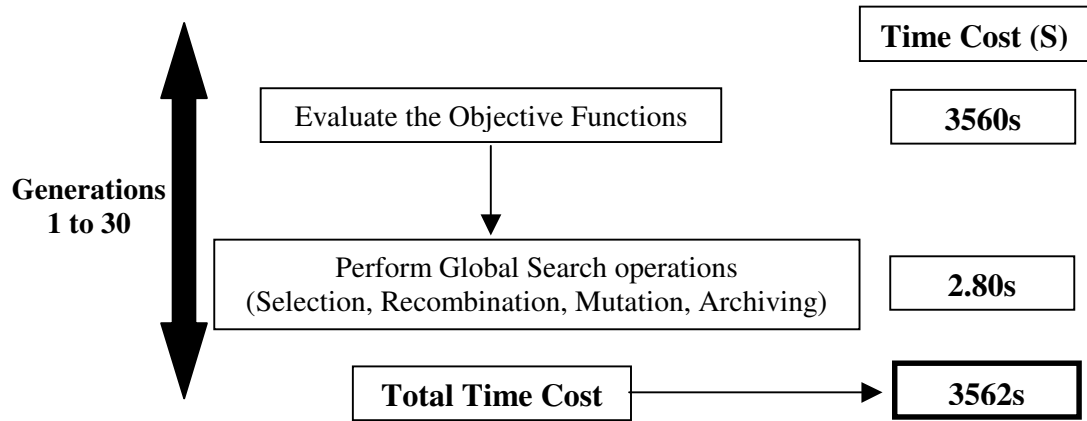 Time Cost (S)
Evaluate the Objective Functions
3560s
Generations
1 to 30
Perform Global Search operations
(Selection, Recombination, Mutation, Archiving)
2.80s
Total Time Cost
3562s